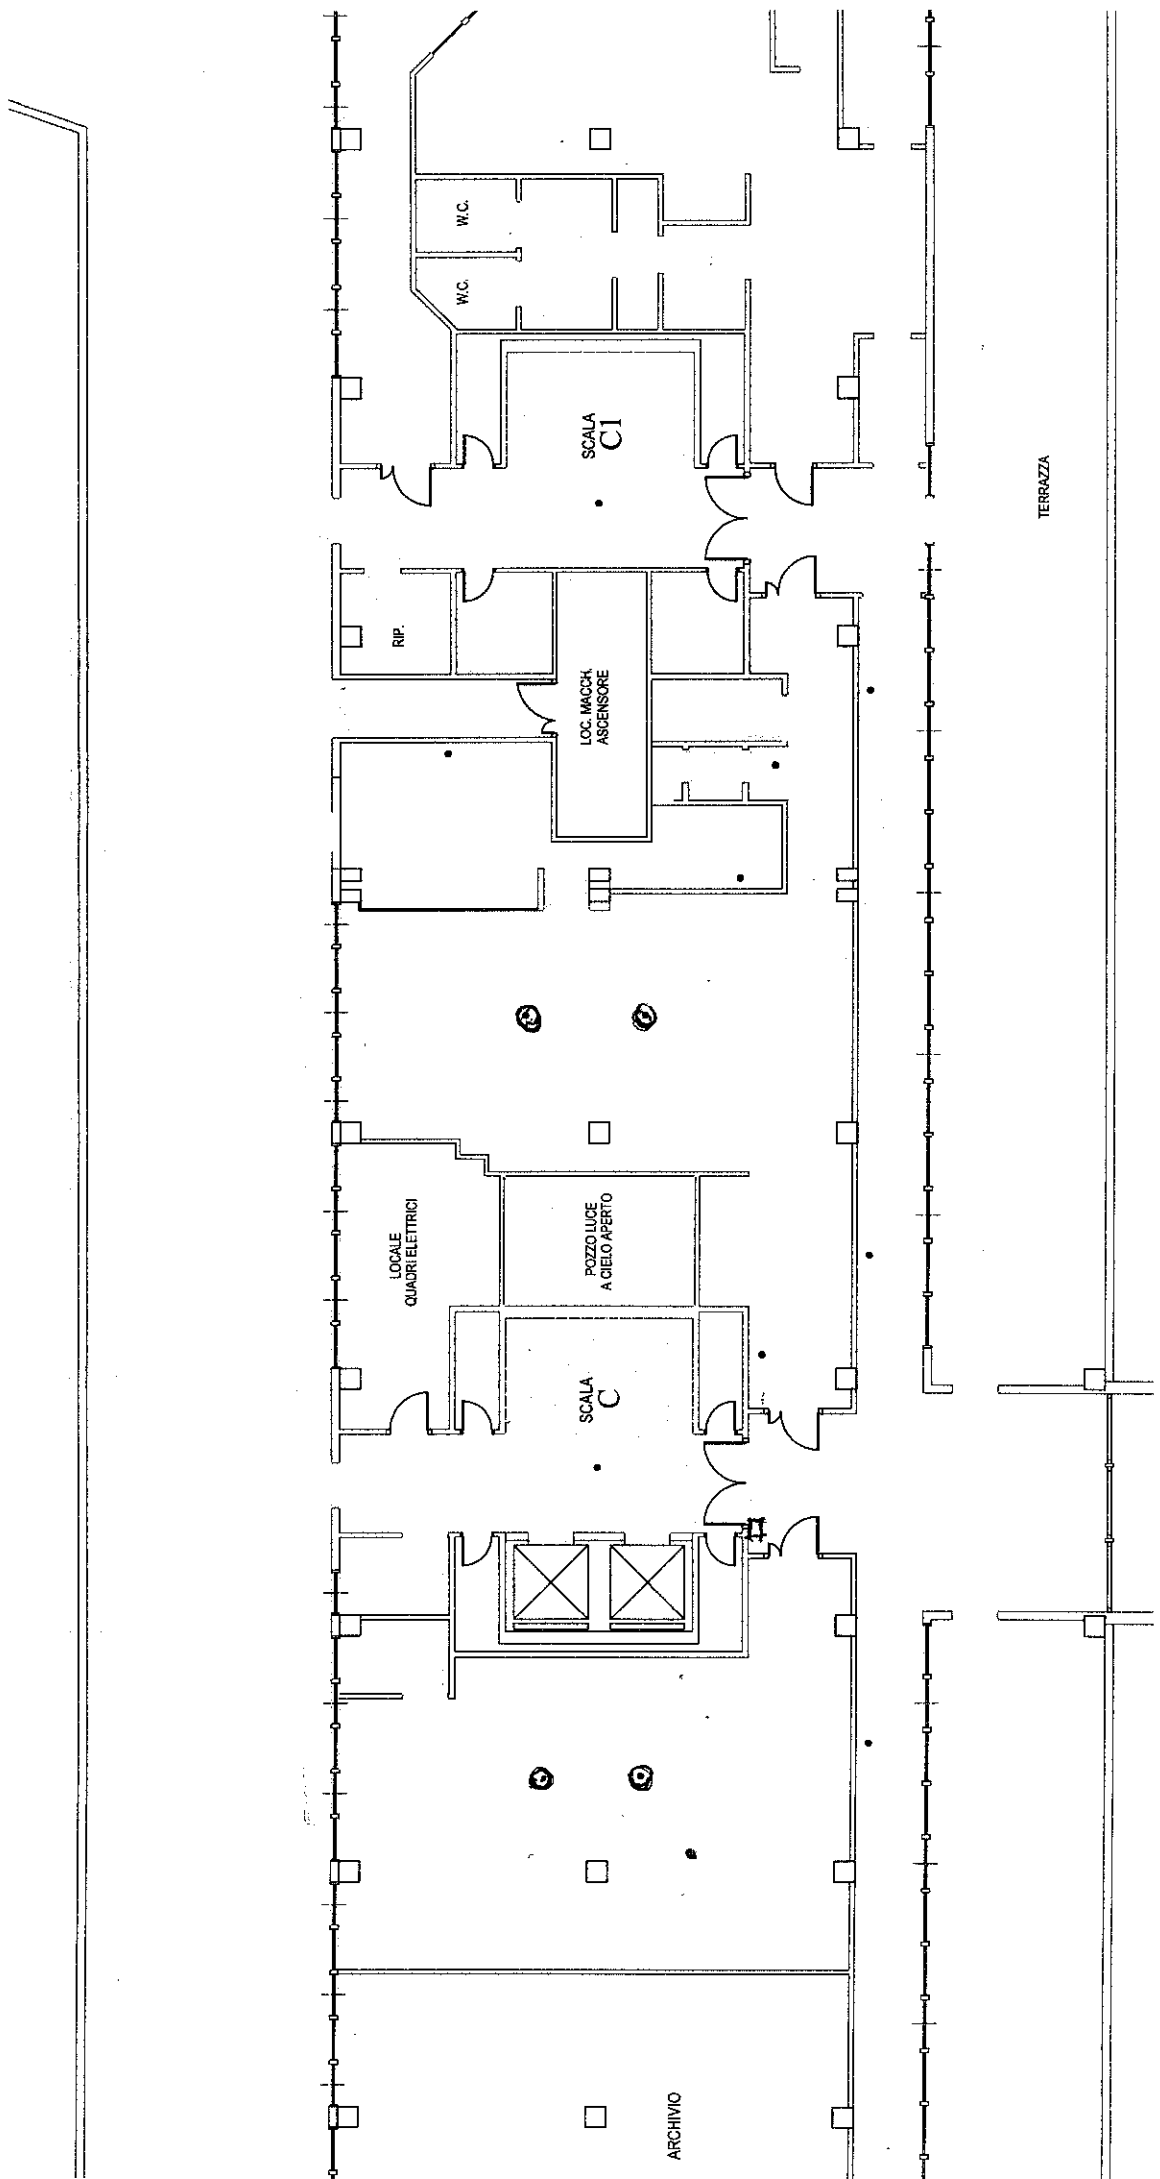 W.C.
W.C.
SCALA
C1
TERRAZZA
RIP.
LOC. MACCH.
ASCENSORE
LOCALE
QUADRI ELETTRICI
POZZO LUCE
A CIELO APERTO
SCALA
C
ARCHIVIO